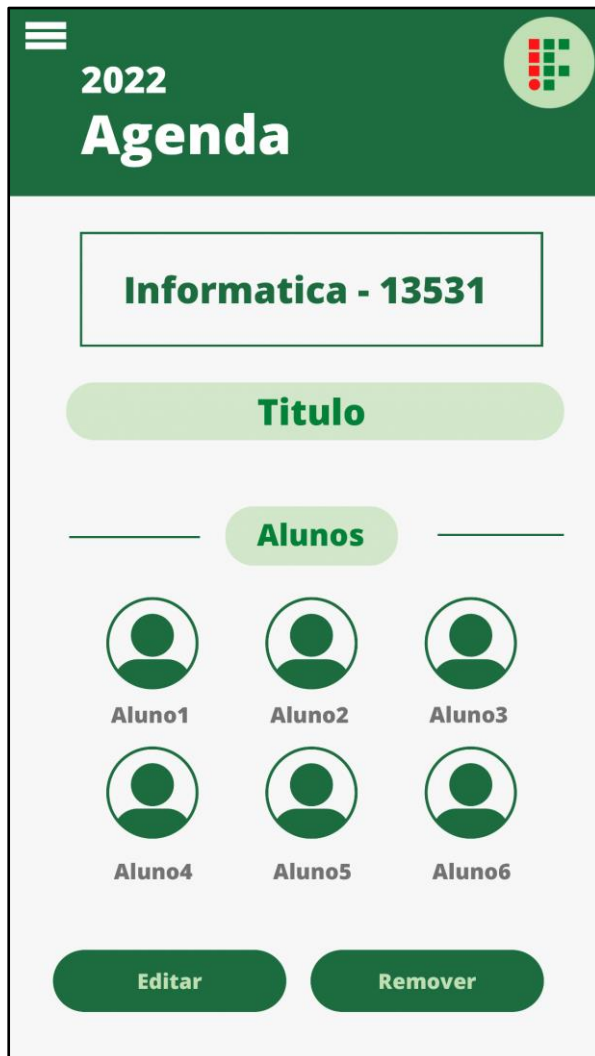 2022
Agenda
Informatica - 13531
Titulo
Alunos
Aluno1 Aluno2 Aluno3
Aluno4 Aluno5 Aluno6
Editar Remover